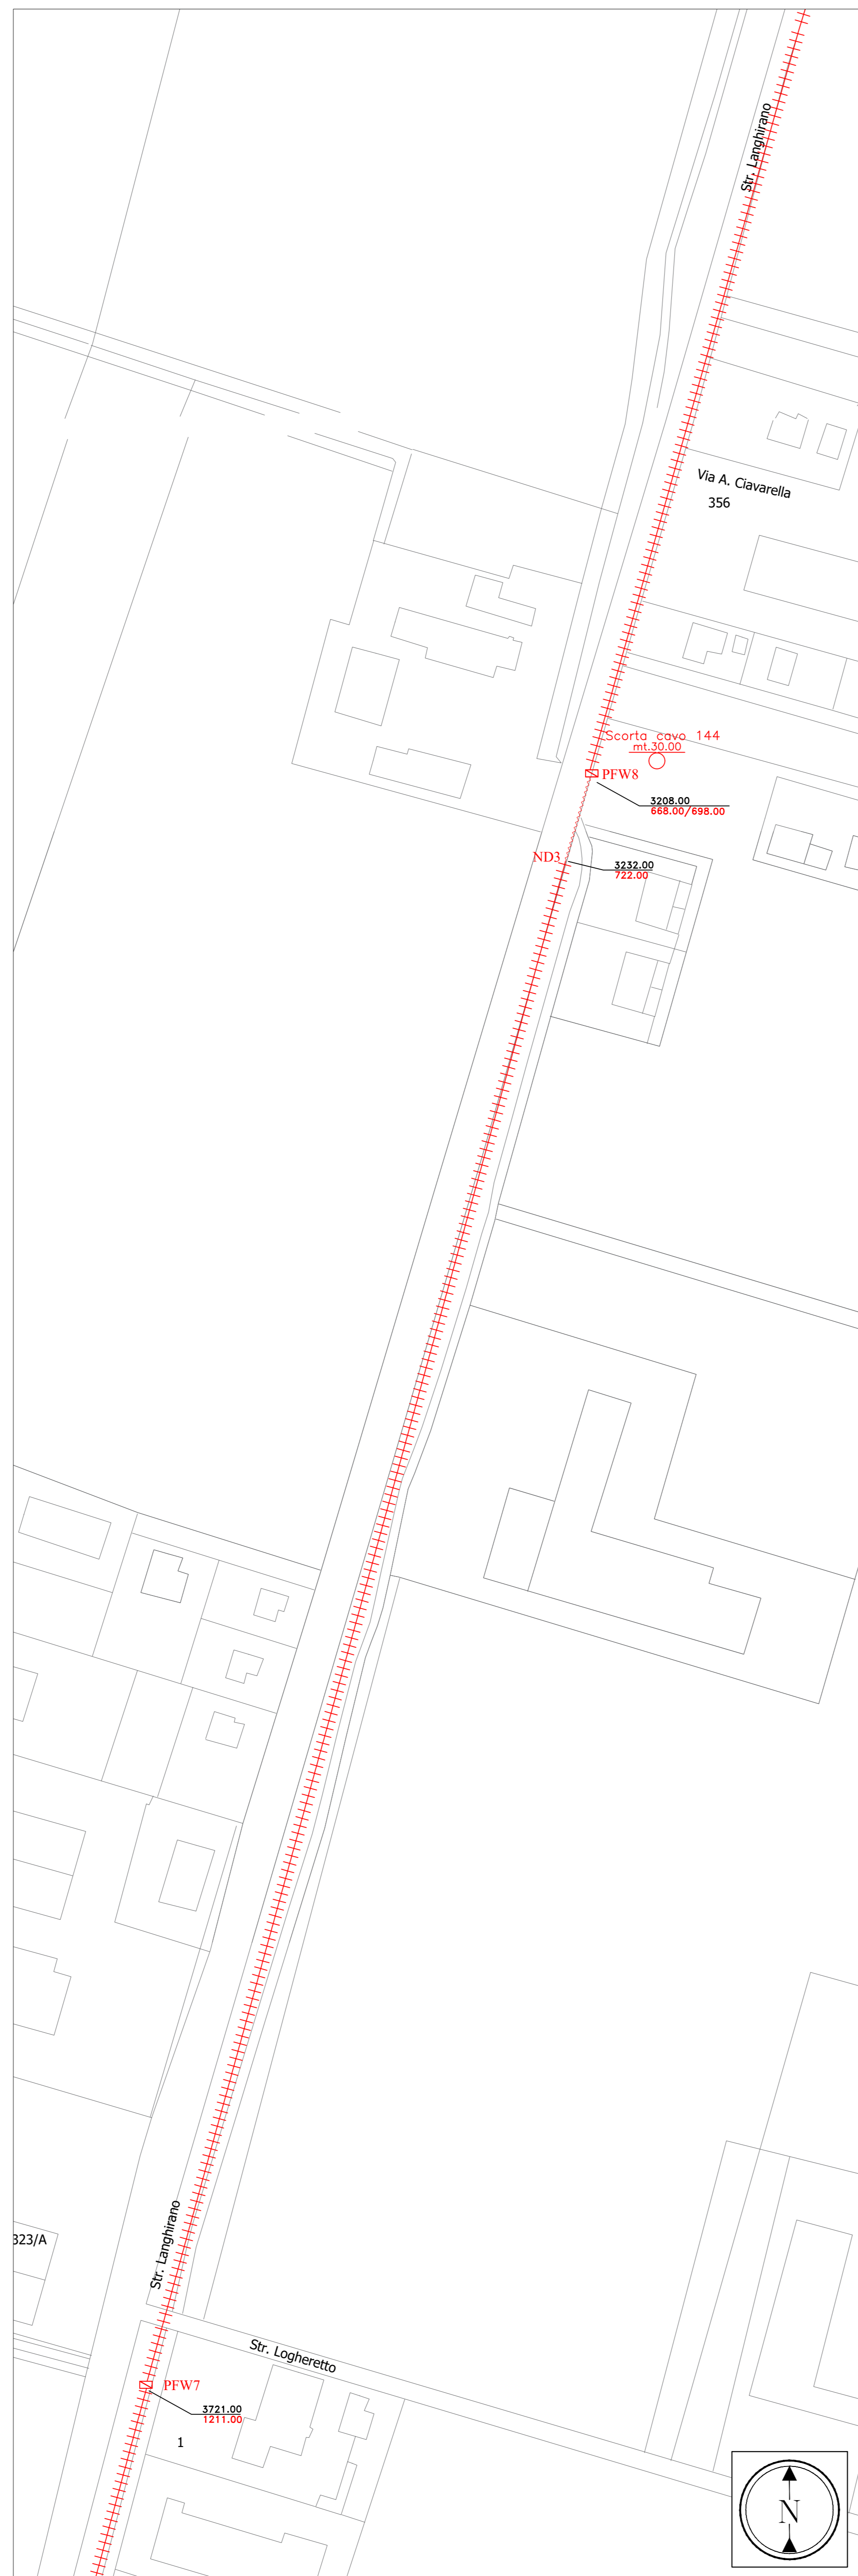 Str. Langhirano
Via A. Ciavarella
356
Scorta cavo 144
mt.30.00
PFW8
3208.00
668.00/698.00
ND3
3232.00
722.00
Str. Langhirano
323/A
Str. Logheretto
PFW7
3721.00
1211.00
1
N